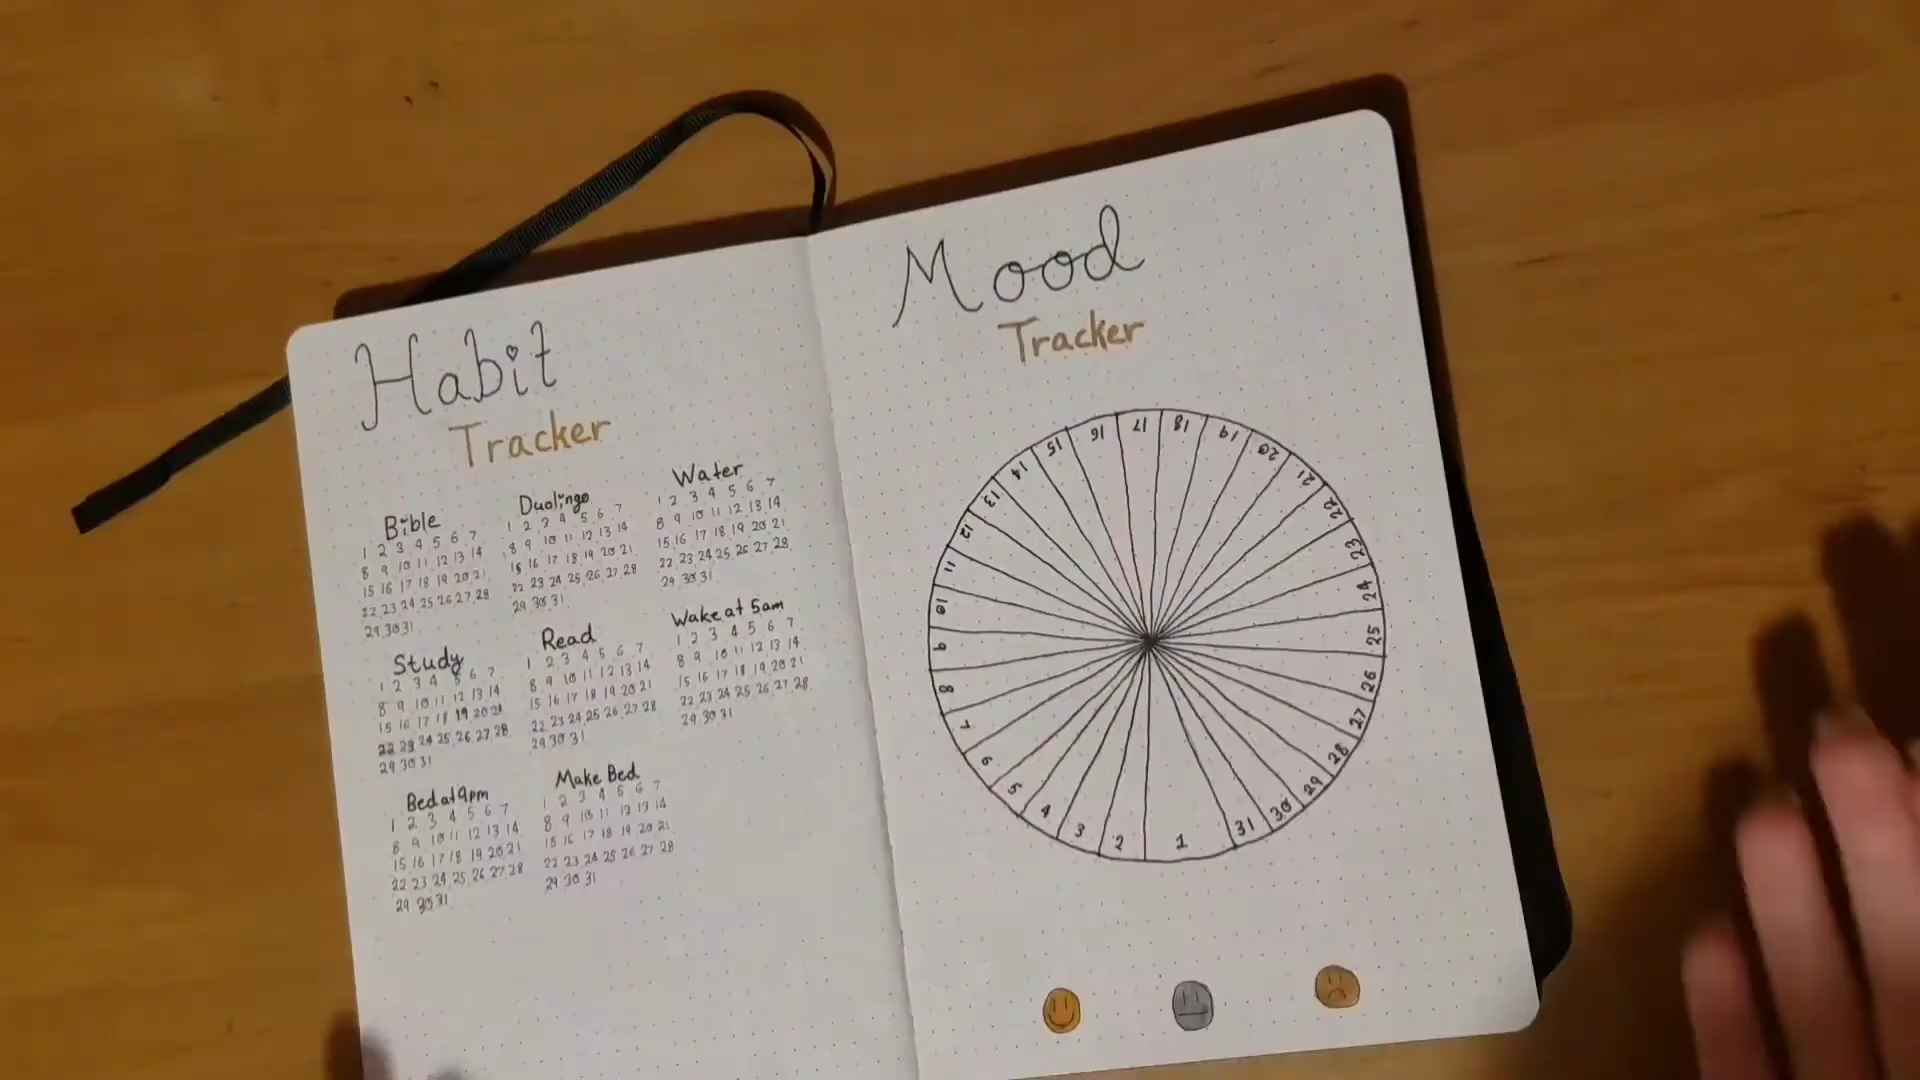 Habit
Tracker
Bible
1 2 3 4 5 6 7
8 9 10 11 12 13 14
15 16 17 18 19 20 21
22 23 24 25 26 27 28
29 30 31
Duolingo
1 2 3 4 5 6 7
8 9 10 11 12 13 14
15 16 17 18 19 20 21
22 23 24 25 26 27 28
29 30 31
Water
1 2 3 4 5 6 7
8 9 10 11 12 13 14
15 16 17 18 19 20 21
22 23 24 25 26 27 28
29 30 31
Study
1 2 3 4 5 6 7
8 9 10 11 12 13 14
15 16 17 18 19 20 21
22 23 24 25 26 27 28
29 30 31
Read
1 2 3 4 5 6 7
8 9 10 11 12 13 14
15 16 17 18 19 20 21
22 23 24 25 26 27 28
29 30 31
Wake at 5am
1 2 3 4 5 6 7
8 9 10 11 12 13 14
15 16 17 18 19 20 21
22 23 24 25 26 27 28
29 30 31
Bed at 9pm
1 2 3 4 5 6 7
8 9 10 11 12 13 14
15 16 17 18 19 20 21
22 23 24 25 26 27 28
29 30 31
Make Bed
1 2 3 4 5 6 7
8 9 10 11 12 13 14
15 16 17 18 19 20 21
22 23 24 25 26 27 28
29 30 31
Mood
Tracker
1
2
3
4
5
6
7
8
9
10
11
12
13
14
15
16
17
18
19
20
21
22
23
24
25
26
27
28
29
30
31